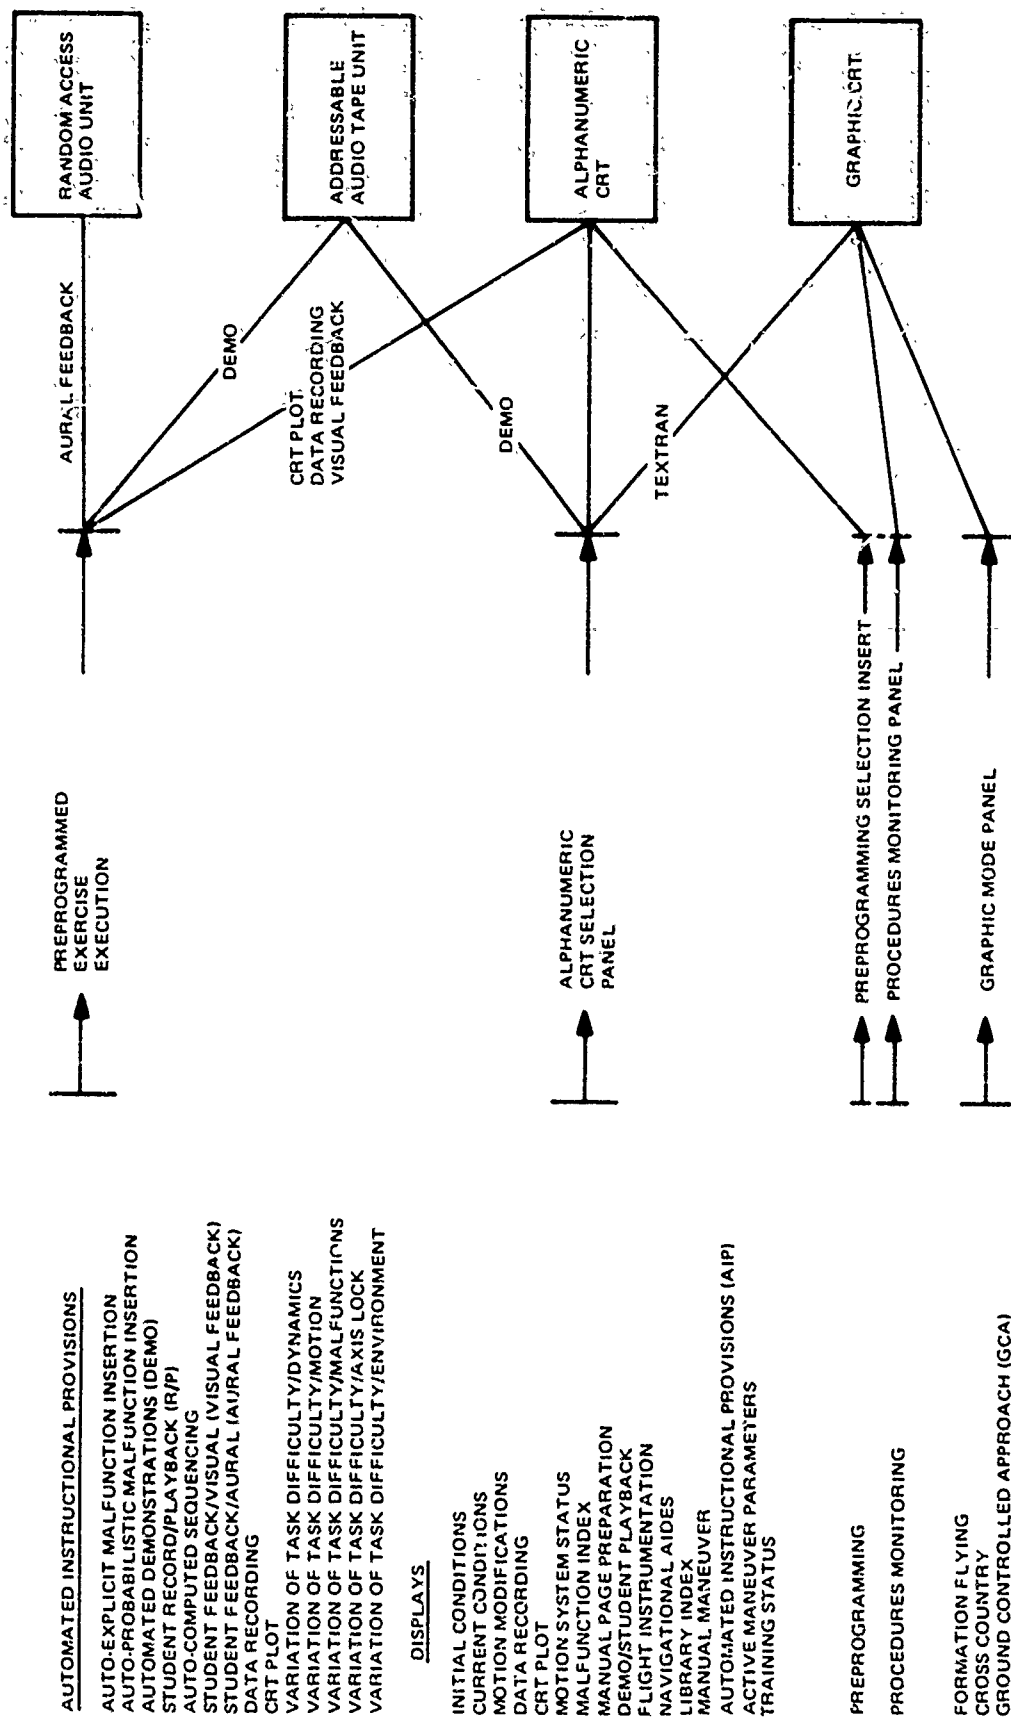 AUTOMATED INSTRUCTIONAL PROVISIONS
AUTO-EXPLICIT MALFUNCTION INSERTION
AUTO-PROBABILISTIC MALFUNCTION INSERTION
AUTOMATED DEMONSTRATIONS (DEMO)
STUDENT RECORD/PLAYBACK (R/P)
AUTO-COMPUTED SEQUENCING
STUDENT FEEDBACK/VISUAL (VISUAL FEEDBACK)
STUDENT FEEDBACK/AURAL (AURAL FEEDBACK)
DATA RECORDING
CRT PLOT
VARIATION OF TASK DIFFICULTY/DYNAMICS
VARIATION OF TASK DIFFICULTY/MOTION
VARIATION OF TASK DIFFICULTY/MALFUNCTIONS
VARIATION OF TASK DIFFICULTY/AXIS LOCK
VARIATION OF TASK DIFFICULTY/ENVIRONMENT
DISPLAYS
INITIAL CONDITIONS
CURRENT CONDITIONS
MOTION MODIFICATIONS
DATA RECORDING
CRT PLOT
MOTION SYSTEM STATUS
MALFUNCTION INDEX
MANUAL PAGE PREPARATION
DEMO/STUDENT PLAYBACK
FLIGHT INSTRUMENTATION
NAVIGATIONAL AIDES
LIBRARY INDEX
MANUAL MANEUVER
AUTOMATED INSTRUCTIONAL PROVISIONS (AIP)
ACTIVE MANEUVER PARAMETERS
TRAINING STATUS
PREPROGRAMMING
PROCEDURES MONITORING
FORMATION FLYING
CROSS COUNTRY
GROUND CONTROLLED APPROACH (GCA)
PREPROGRAMMED
EXERCISE
EXECUTION
ALPHANUMERIC
CRT SELECTION
PANEL
PREPROGRAMMING SELECTION INSERT
PROCEDURES MONITORING PANEL
GRAPHIC MODE PANEL
AURAL FEEDBACK
DEMO
CRT PLOT
DATA RECORDING
VISUAL FEEDBACK
DEMO
TEXTRAN
RANDOM ACCESS
AUDIO UNIT
ADDRESSABLE
AUDIO TAPE UNIT
ALPHANUMERIC
CRT
GRAPHIC CRT